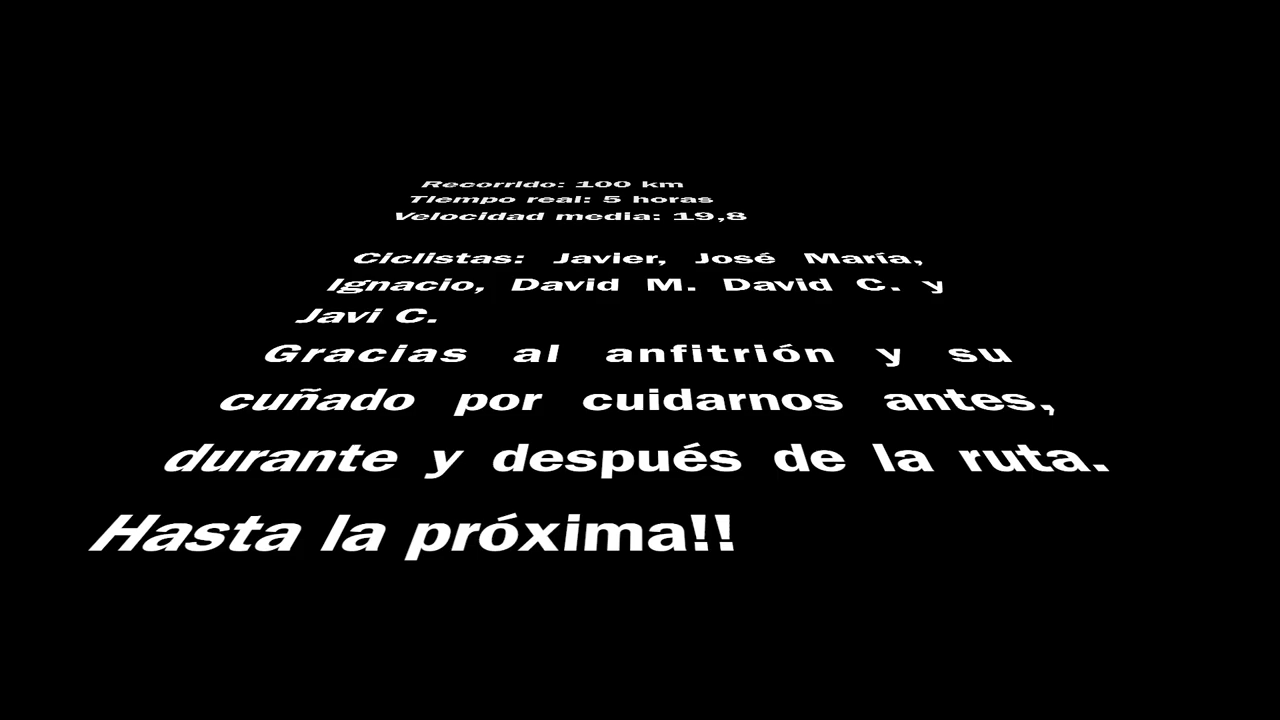 Recorrido: 100 km
Tiempo real: 5 horas
Velocidad media: 19,8
Ciclistas: Javier, José María,
Ignacio, David M. David C. y
Javi C.
Gracias al anfitrión y su
cuñado por cuidarnos antes,
durante y después de la ruta.
Hasta la próxima!!